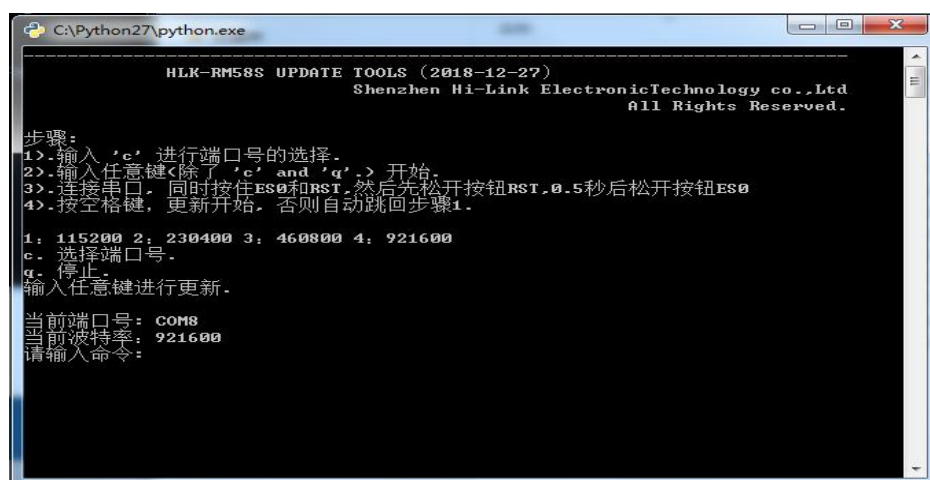 C:\Python27\python.exe
HLK-RM58S UPDATE TOOLS (2018-12-27)
Shenzhen Hi-Link ElectronicTechnology co.,Ltd
All Rights Reserved.
步骤:
1>.输入 'c' 进行端口号的选择.
2>.输入任意键<除了 'c' and 'q'.> 开始.
3>.连接串口, 同时按住ES0和RST,然后先松开按钮RST,0.5秒后松开按钮ES0
4>.按空格键, 更新开始, 否则自动跳回步骤1.
1: 115200 2: 230400 3: 460800 4: 921600
c. 选择端口号.
q. 停止.
输入任意键进行更新.
当前端口号: COM8
当前波特率: 921600
请输入命令: